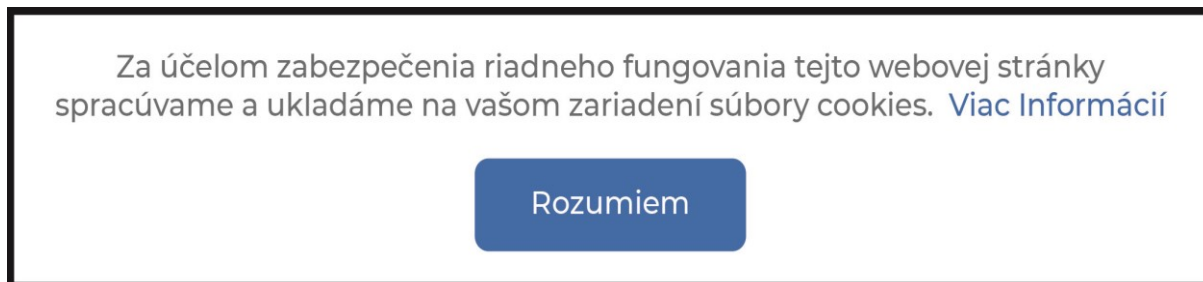 Za účelom zabezpečenia riadneho fungovania tejto webovej stránky
spracúvame a ukladáme na vašom zariadení súbory cookies. Viac Informácií
Rozumiem